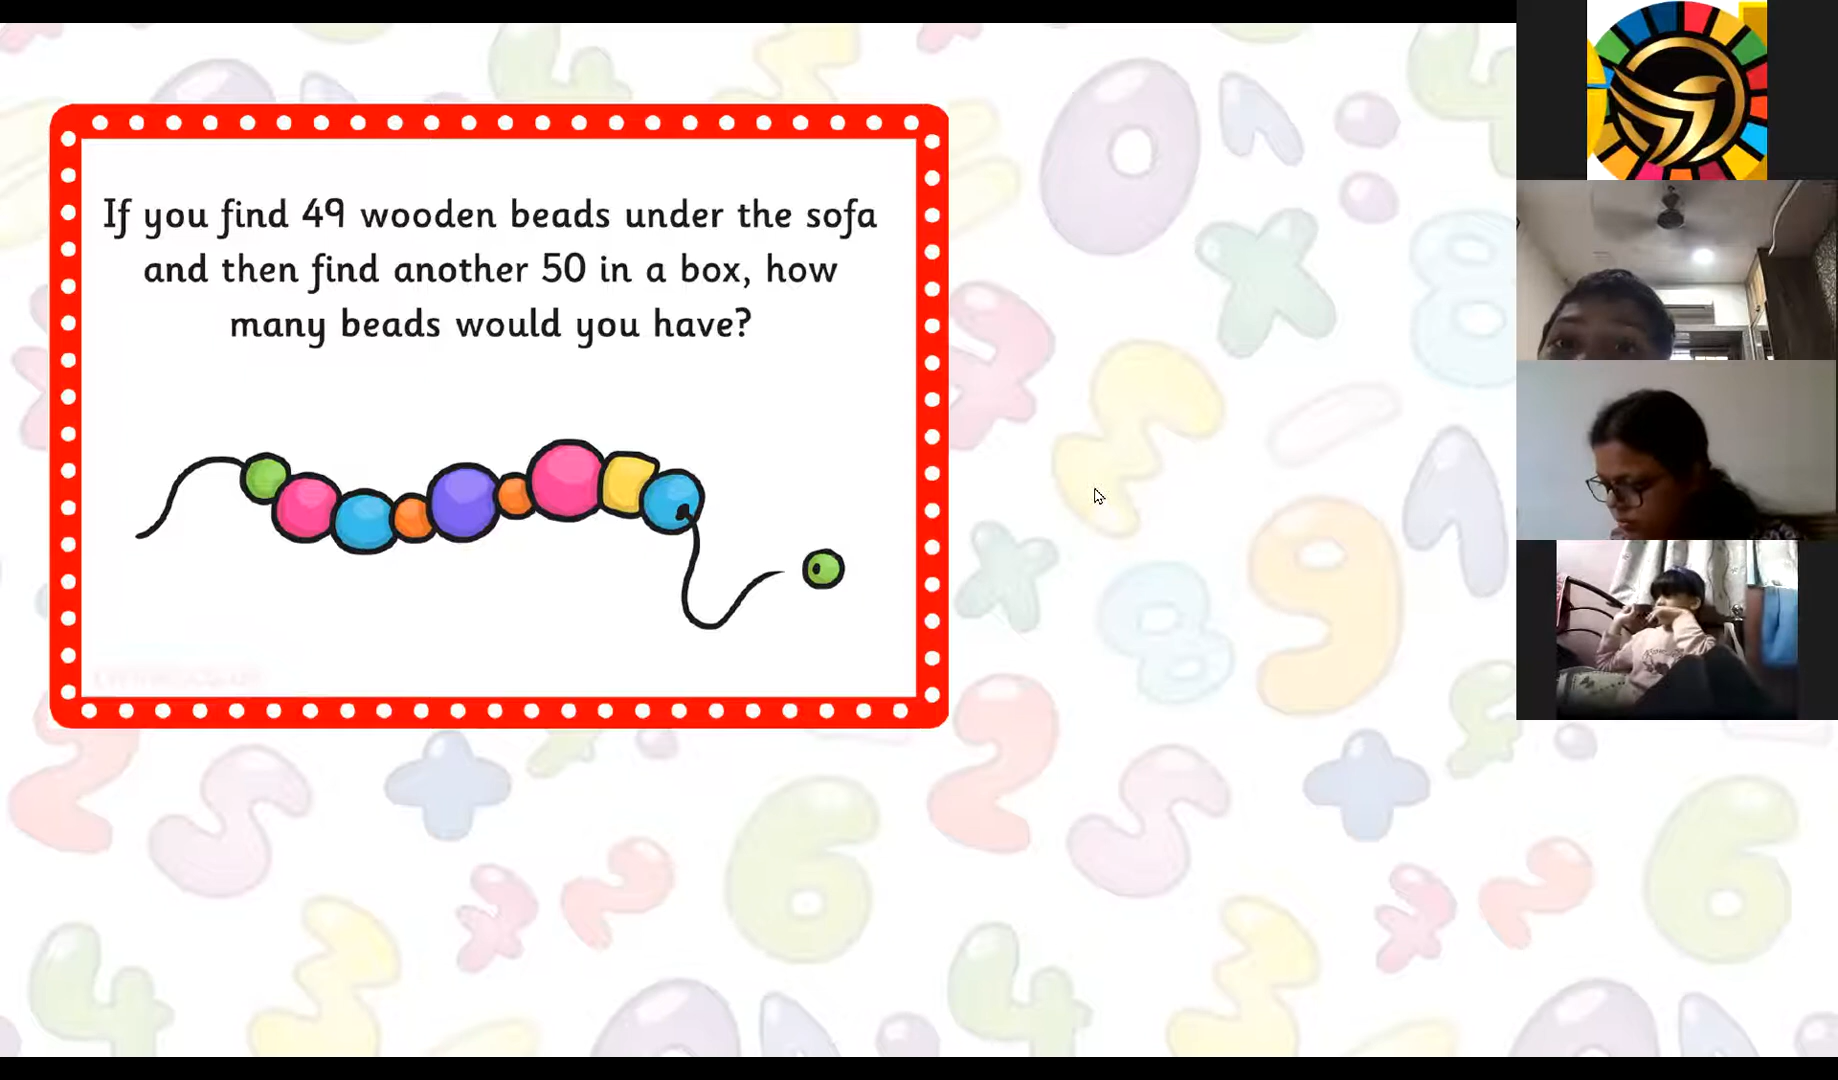 If you find 49 wooden beads under the sofa
and then find another 50 in a box, how
many beads would you have?